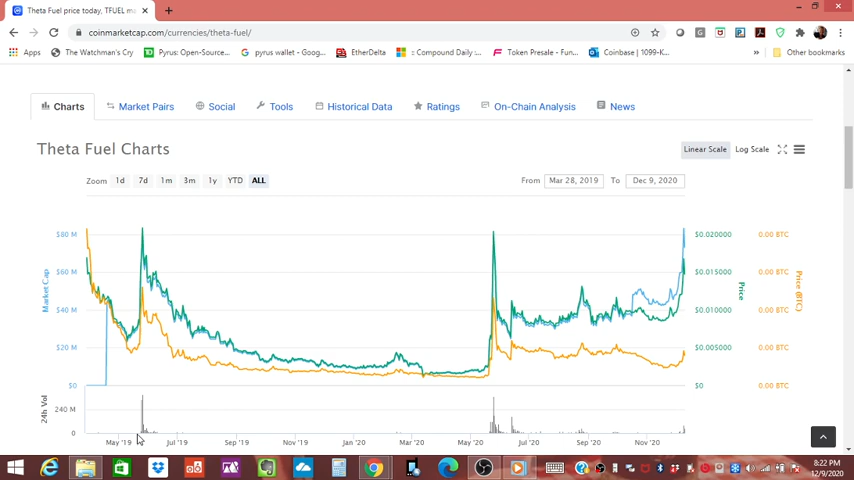 Theta Fuel price today, TFUEL ma
coinmarketcap.com/currencies/theta-fuel/
Apps The Watchman's Cry Pyrus: Open-Source... pyrus wallet - Goog... EtherDelta :: Compound Daily:... Token Presale - Fun... Coinbase | 1099-K... » Other bookmarks
Charts Market Pairs Social Tools Historical Data Ratings On-Chain Analysis News
Theta Fuel Charts
Linear Scale Log Scale
Zoom 1d 7d 1m 3m 1y YTD ALL From Mar 28, 2019 To Dec 9, 2020
$80 M $0.020000 0.00 BTC
$60 M $0.015000 0.00 BTC
Market Cap Price Price (BTC)
$40 M $0.010000 0.00 BTC
$20 M $0.005000 0.00 BTC
$0 $0 0.00 BTC
24h Vol
240 M
0
May '19 Jul '19 Sep '19 Nov '19 Jan '20 Mar '20 May '20 Jul '20 Sep '20 Nov '20
8:22 PM
12/9/2020